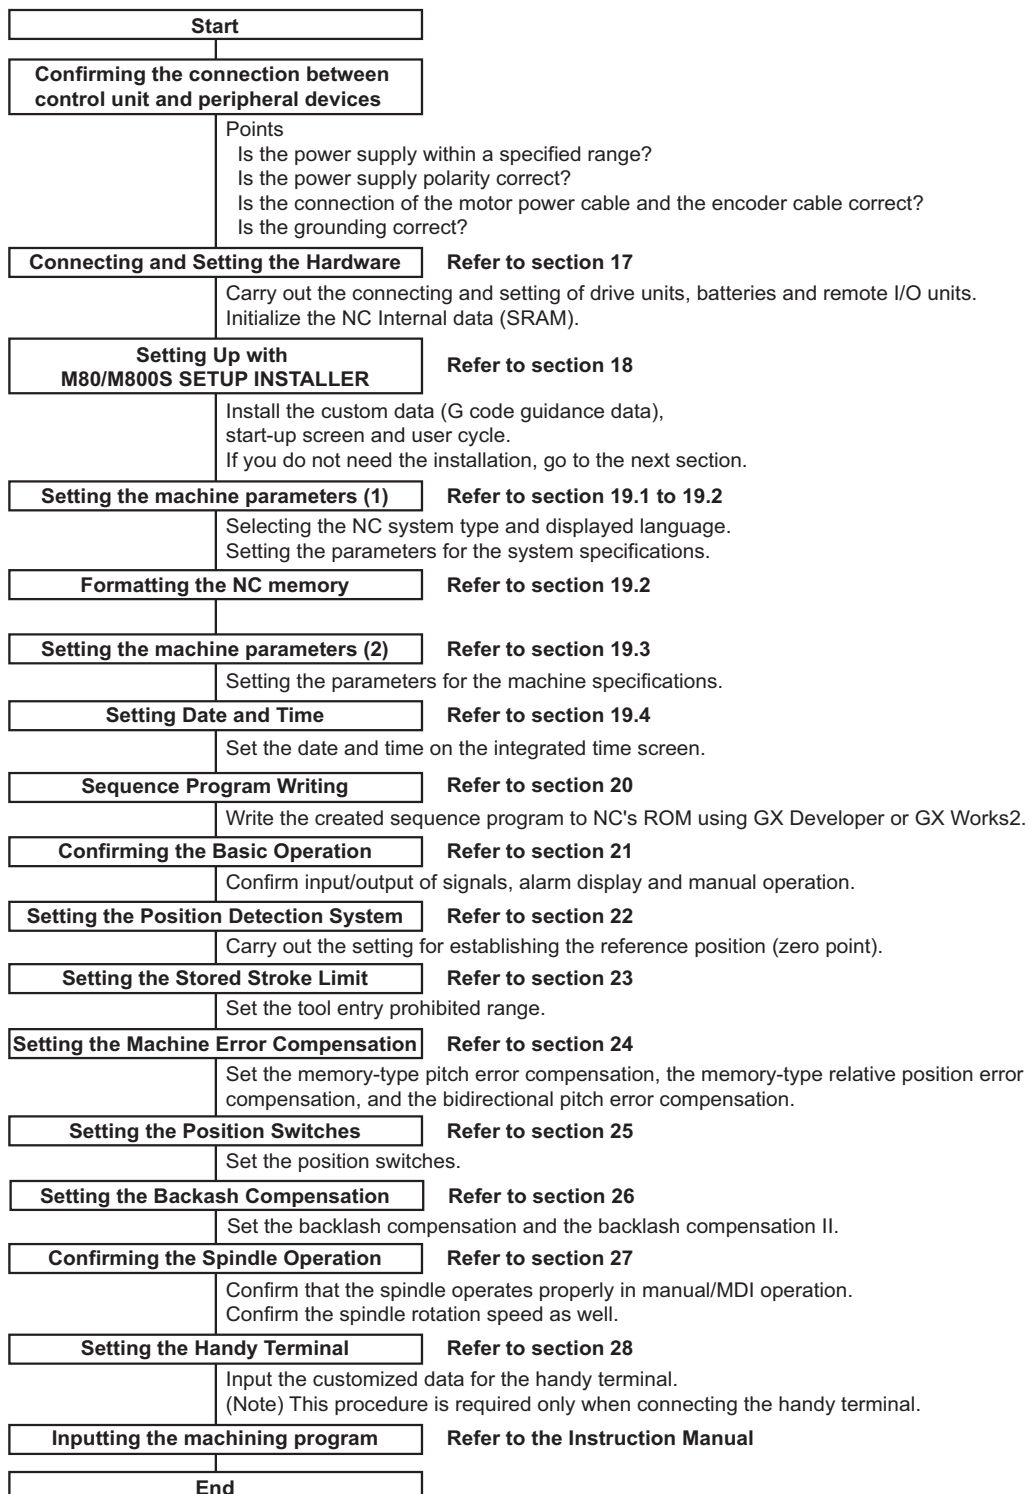 Start
Confirming the connection between
control unit and peripheral devices
Points
Is the power supply within a specified range?
Is the power supply polarity correct?
Is the connection of the motor power cable and the encoder cable correct?
Is the grounding correct?
Connecting and Setting the Hardware Refer to section 17
Carry out the connecting and setting of drive units, batteries and remote I/O units.
Initialize the NC Internal data (SRAM).
Setting Up with
M80/M800S SETUP INSTALLER Refer to section 18
Install the custom data (G code guidance data),
start-up screen and user cycle.
If you do not need the installation, go to the next section.
Setting the machine parameters (1) Refer to section 19.1 to 19.2
Selecting the NC system type and displayed language.
Setting the parameters for the system specifications.
Formatting the NC memory Refer to section 19.2
Setting the machine parameters (2) Refer to section 19.3
Setting the parameters for the machine specifications.
Setting Date and Time Refer to section 19.4
Set the date and time on the integrated time screen.
Sequence Program Writing Refer to section 20
Write the created sequence program to NC's ROM using GX Developer or GX Works2.
Confirming the Basic Operation Refer to section 21
Confirm input/output of signals, alarm display and manual operation.
Setting the Position Detection System Refer to section 22
Carry out the setting for establishing the reference position (zero point).
Setting the Stored Stroke Limit Refer to section 23
Set the tool entry prohibited range.
Setting the Machine Error Compensation Refer to section 24
Set the memory-type pitch error compensation, the memory-type relative position error
compensation, and the bidirectional pitch error compensation.
Setting the Position Switches Refer to section 25
Set the position switches.
Setting the Backash Compensation Refer to section 26
Set the backlash compensation and the backlash compensation II.
Confirming the Spindle Operation Refer to section 27
Confirm that the spindle operates properly in manual/MDI operation.
Confirm the spindle rotation speed as well.
Setting the Handy Terminal Refer to section 28
Input the customized data for the handy terminal.
(Note) This procedure is required only when connecting the handy terminal.
Inputting the machining program Refer to the Instruction Manual
End